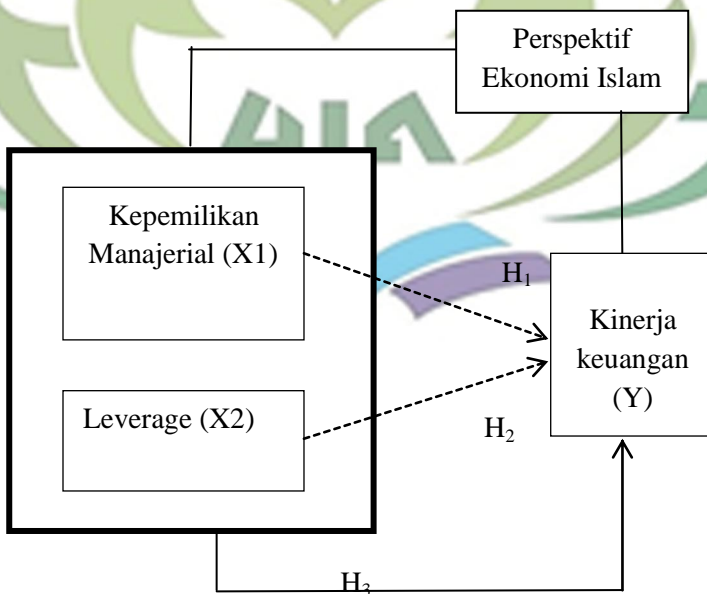 Perspektif
Ekonomi Islam
Kepemilikan
Manajerial (X1)
H₁
Kinerja
keuangan
(Y)
Leverage (X2)
H₂
H₃